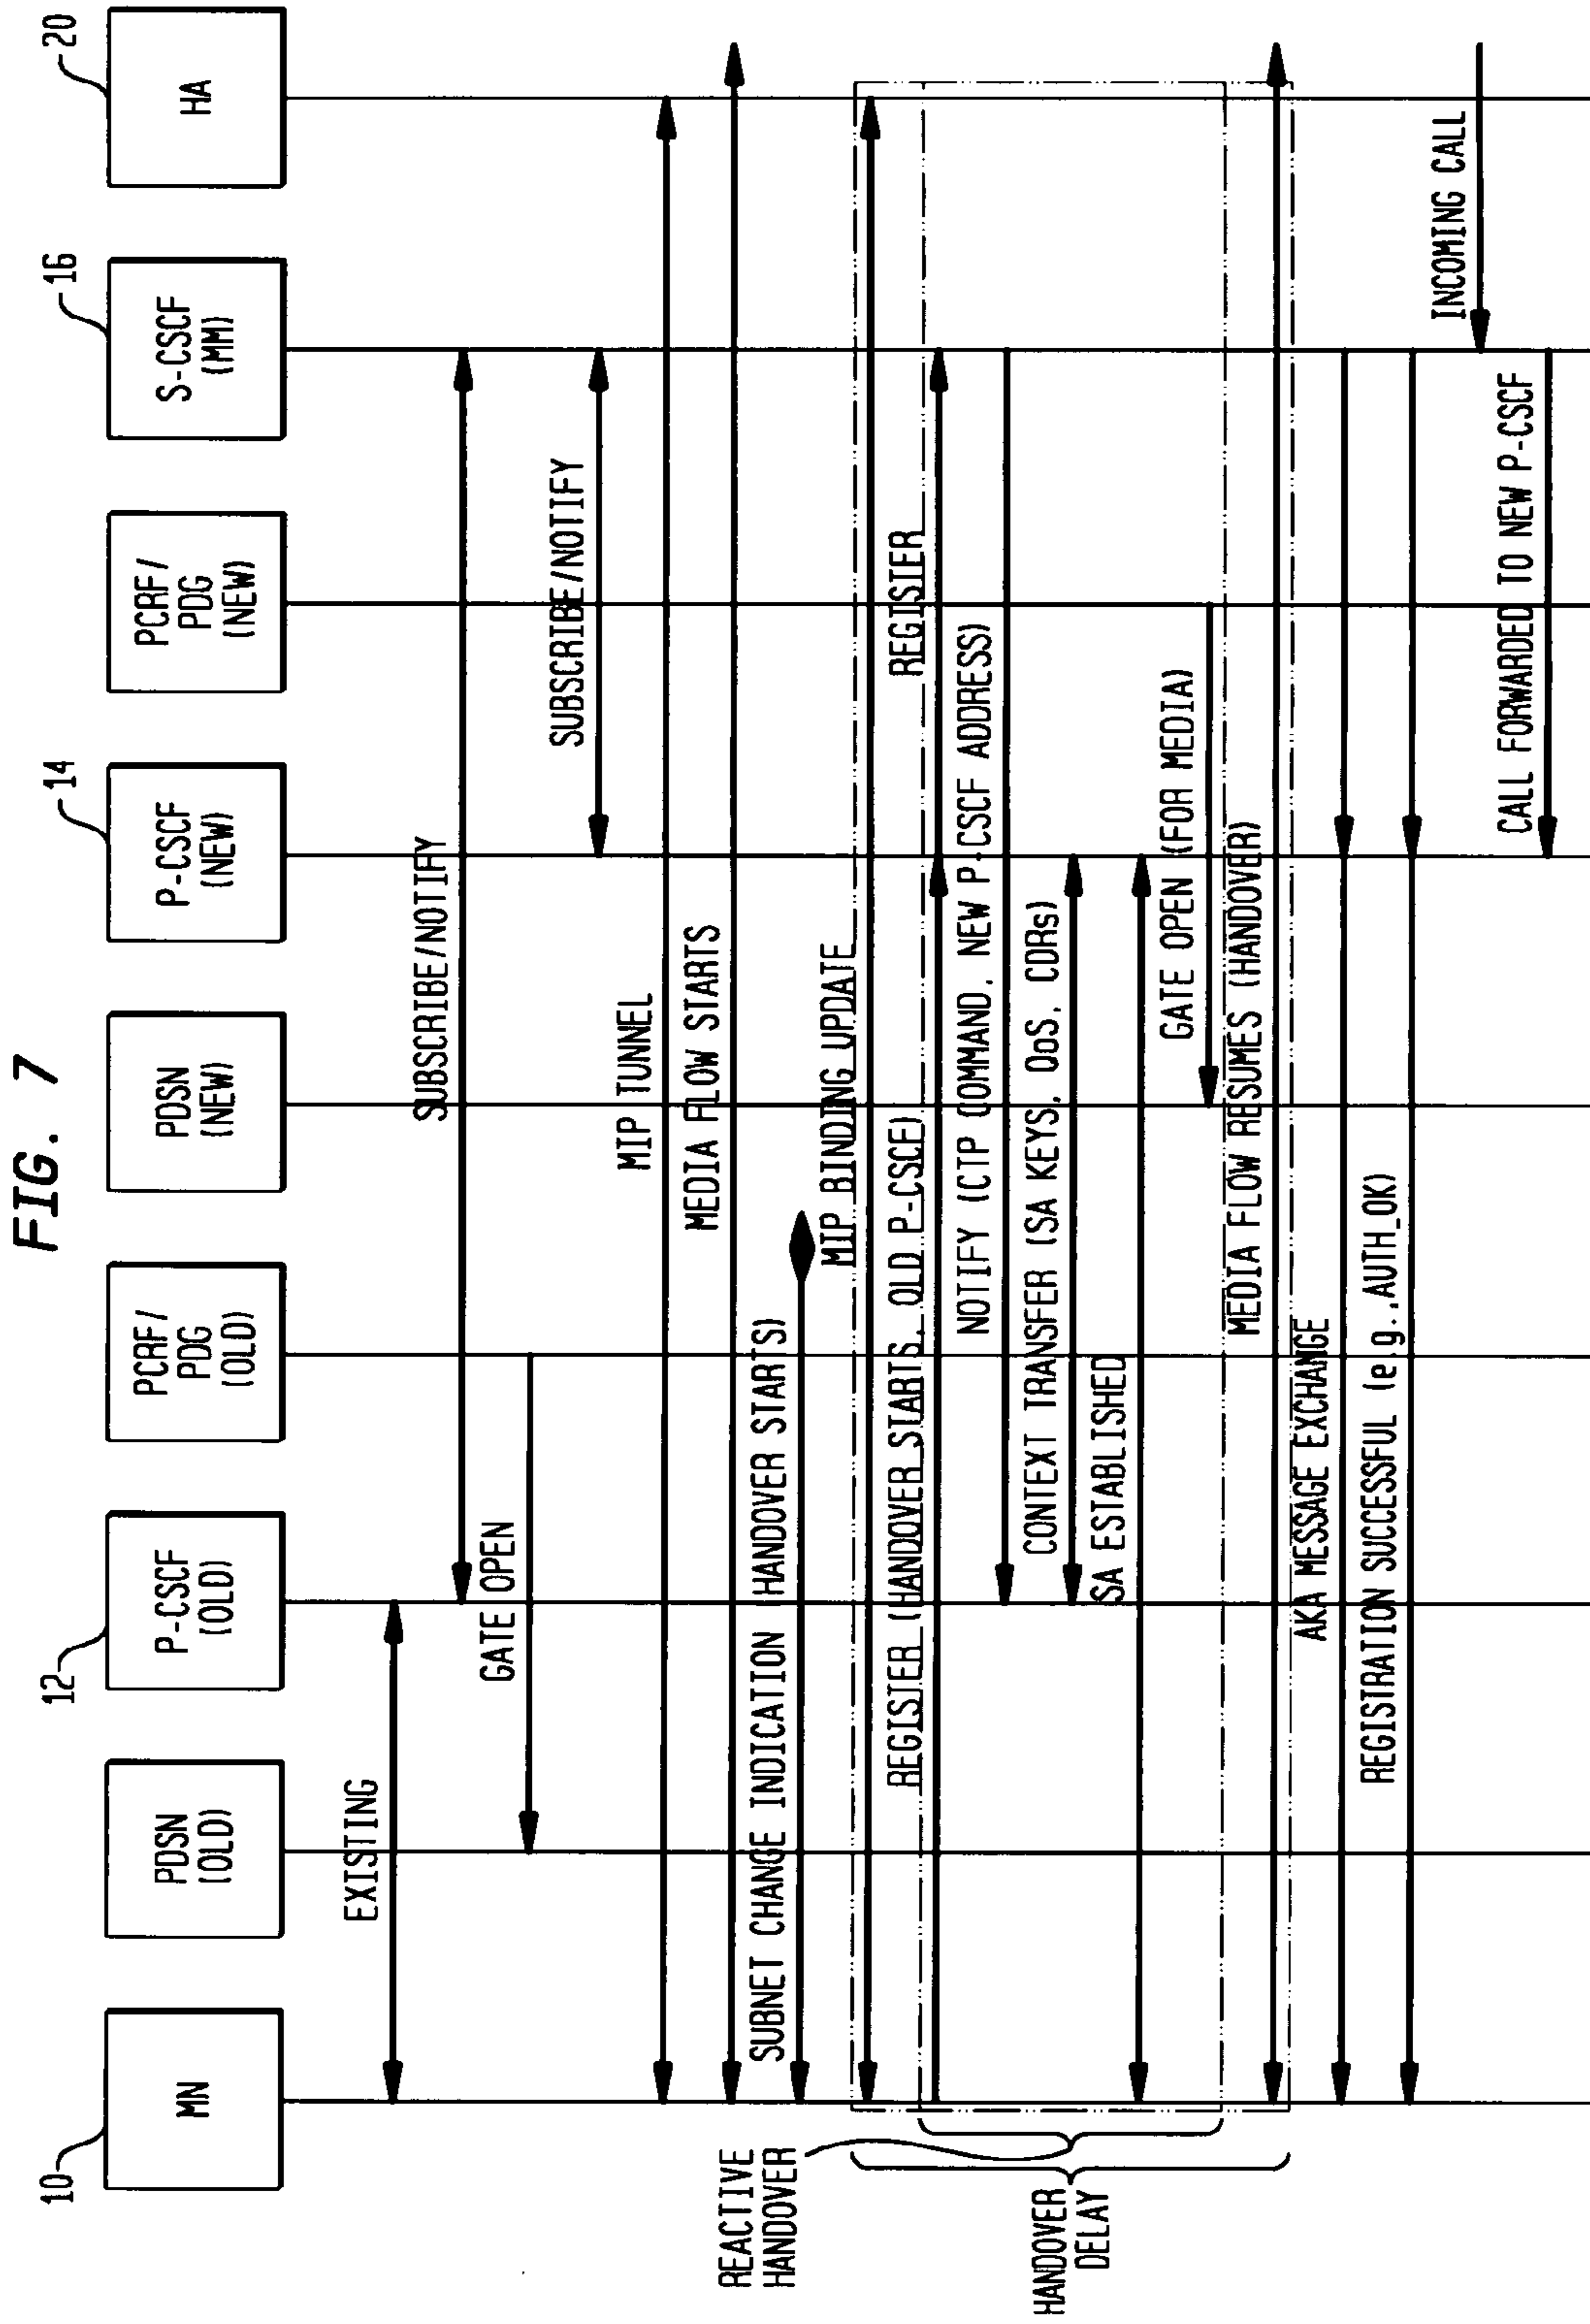 FIG. 7
10
12
14
16
20
MN
PDSN
(OLD)
P-CSCF
(OLD)
PCRF/
PDG
(OLD)
PDSN
(NEW)
P-CSCF
(NEW)
PCRF/
PDG
(NEW)
S-CSCF
(MM)
HA
EXISTING
SUBSCRIBE/NOTIFY
GATE OPEN
SUBSCRIBE/NOTIFY
MIP TUNNEL
MEDIA FLOW STARTS
SUBNET CHANGE INDICATION (HANDOVER STARTS)
MIP BINDING UPDATE
REGISTER (HANDOVER STARTS, OLD P-CSCF)
REGISTER
NOTIFY (CTP COMMAND, NEW P-CSCF ADDRESS)
CONTEXT TRANSFER (SA KEYS, QoS, CDRs)
SA ESTABLISHED
GATE OPEN (FOR MEDIA)
MEDIA FLOW RESUMES (HANDOVER)
AKA MESSAGE EXCHANGE
REGISTRATION SUCCESSFUL (e.g.,AUTH_OK)
INCOMING CALL
CALL FORWARDED TO NEW P-CSCF
REACTIVE
HANDOVER
HANDOVER
DELAY